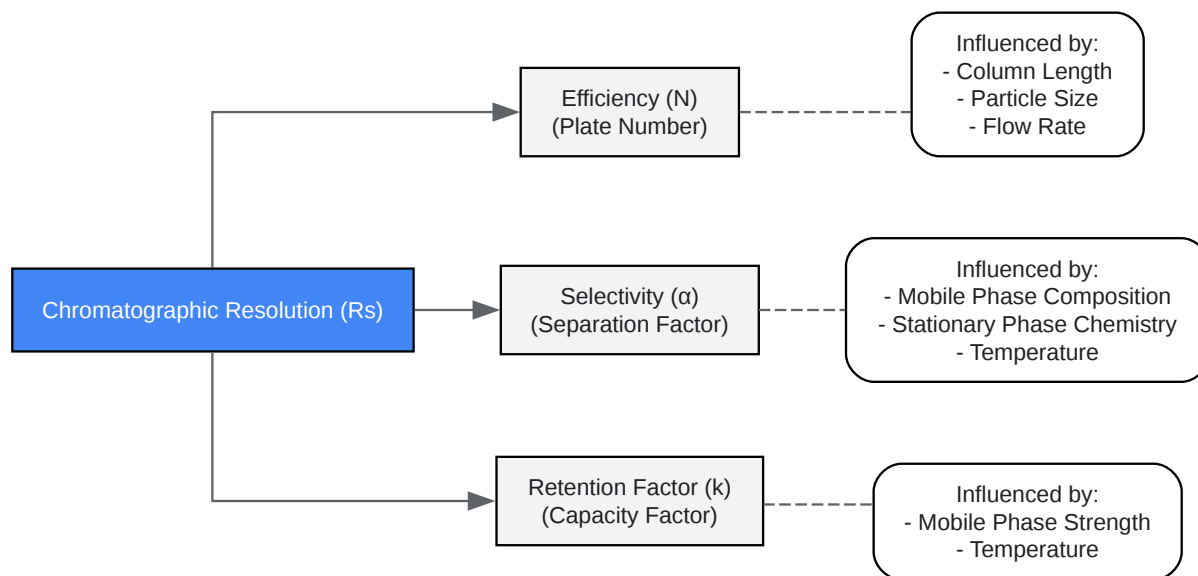 Influenced by:
- Column Length
- Particle Size
- Flow Rate
Efficiency (N)
(Plate Number)
Chromatographic Resolution (Rs)
Selectivity (α)
(Separation Factor)
Influenced by:
- Mobile Phase Composition
- Stationary Phase Chemistry
- Temperature
Retention Factor (k)
(Capacity Factor)
Influenced by:
- Mobile Phase Strength
- Temperature